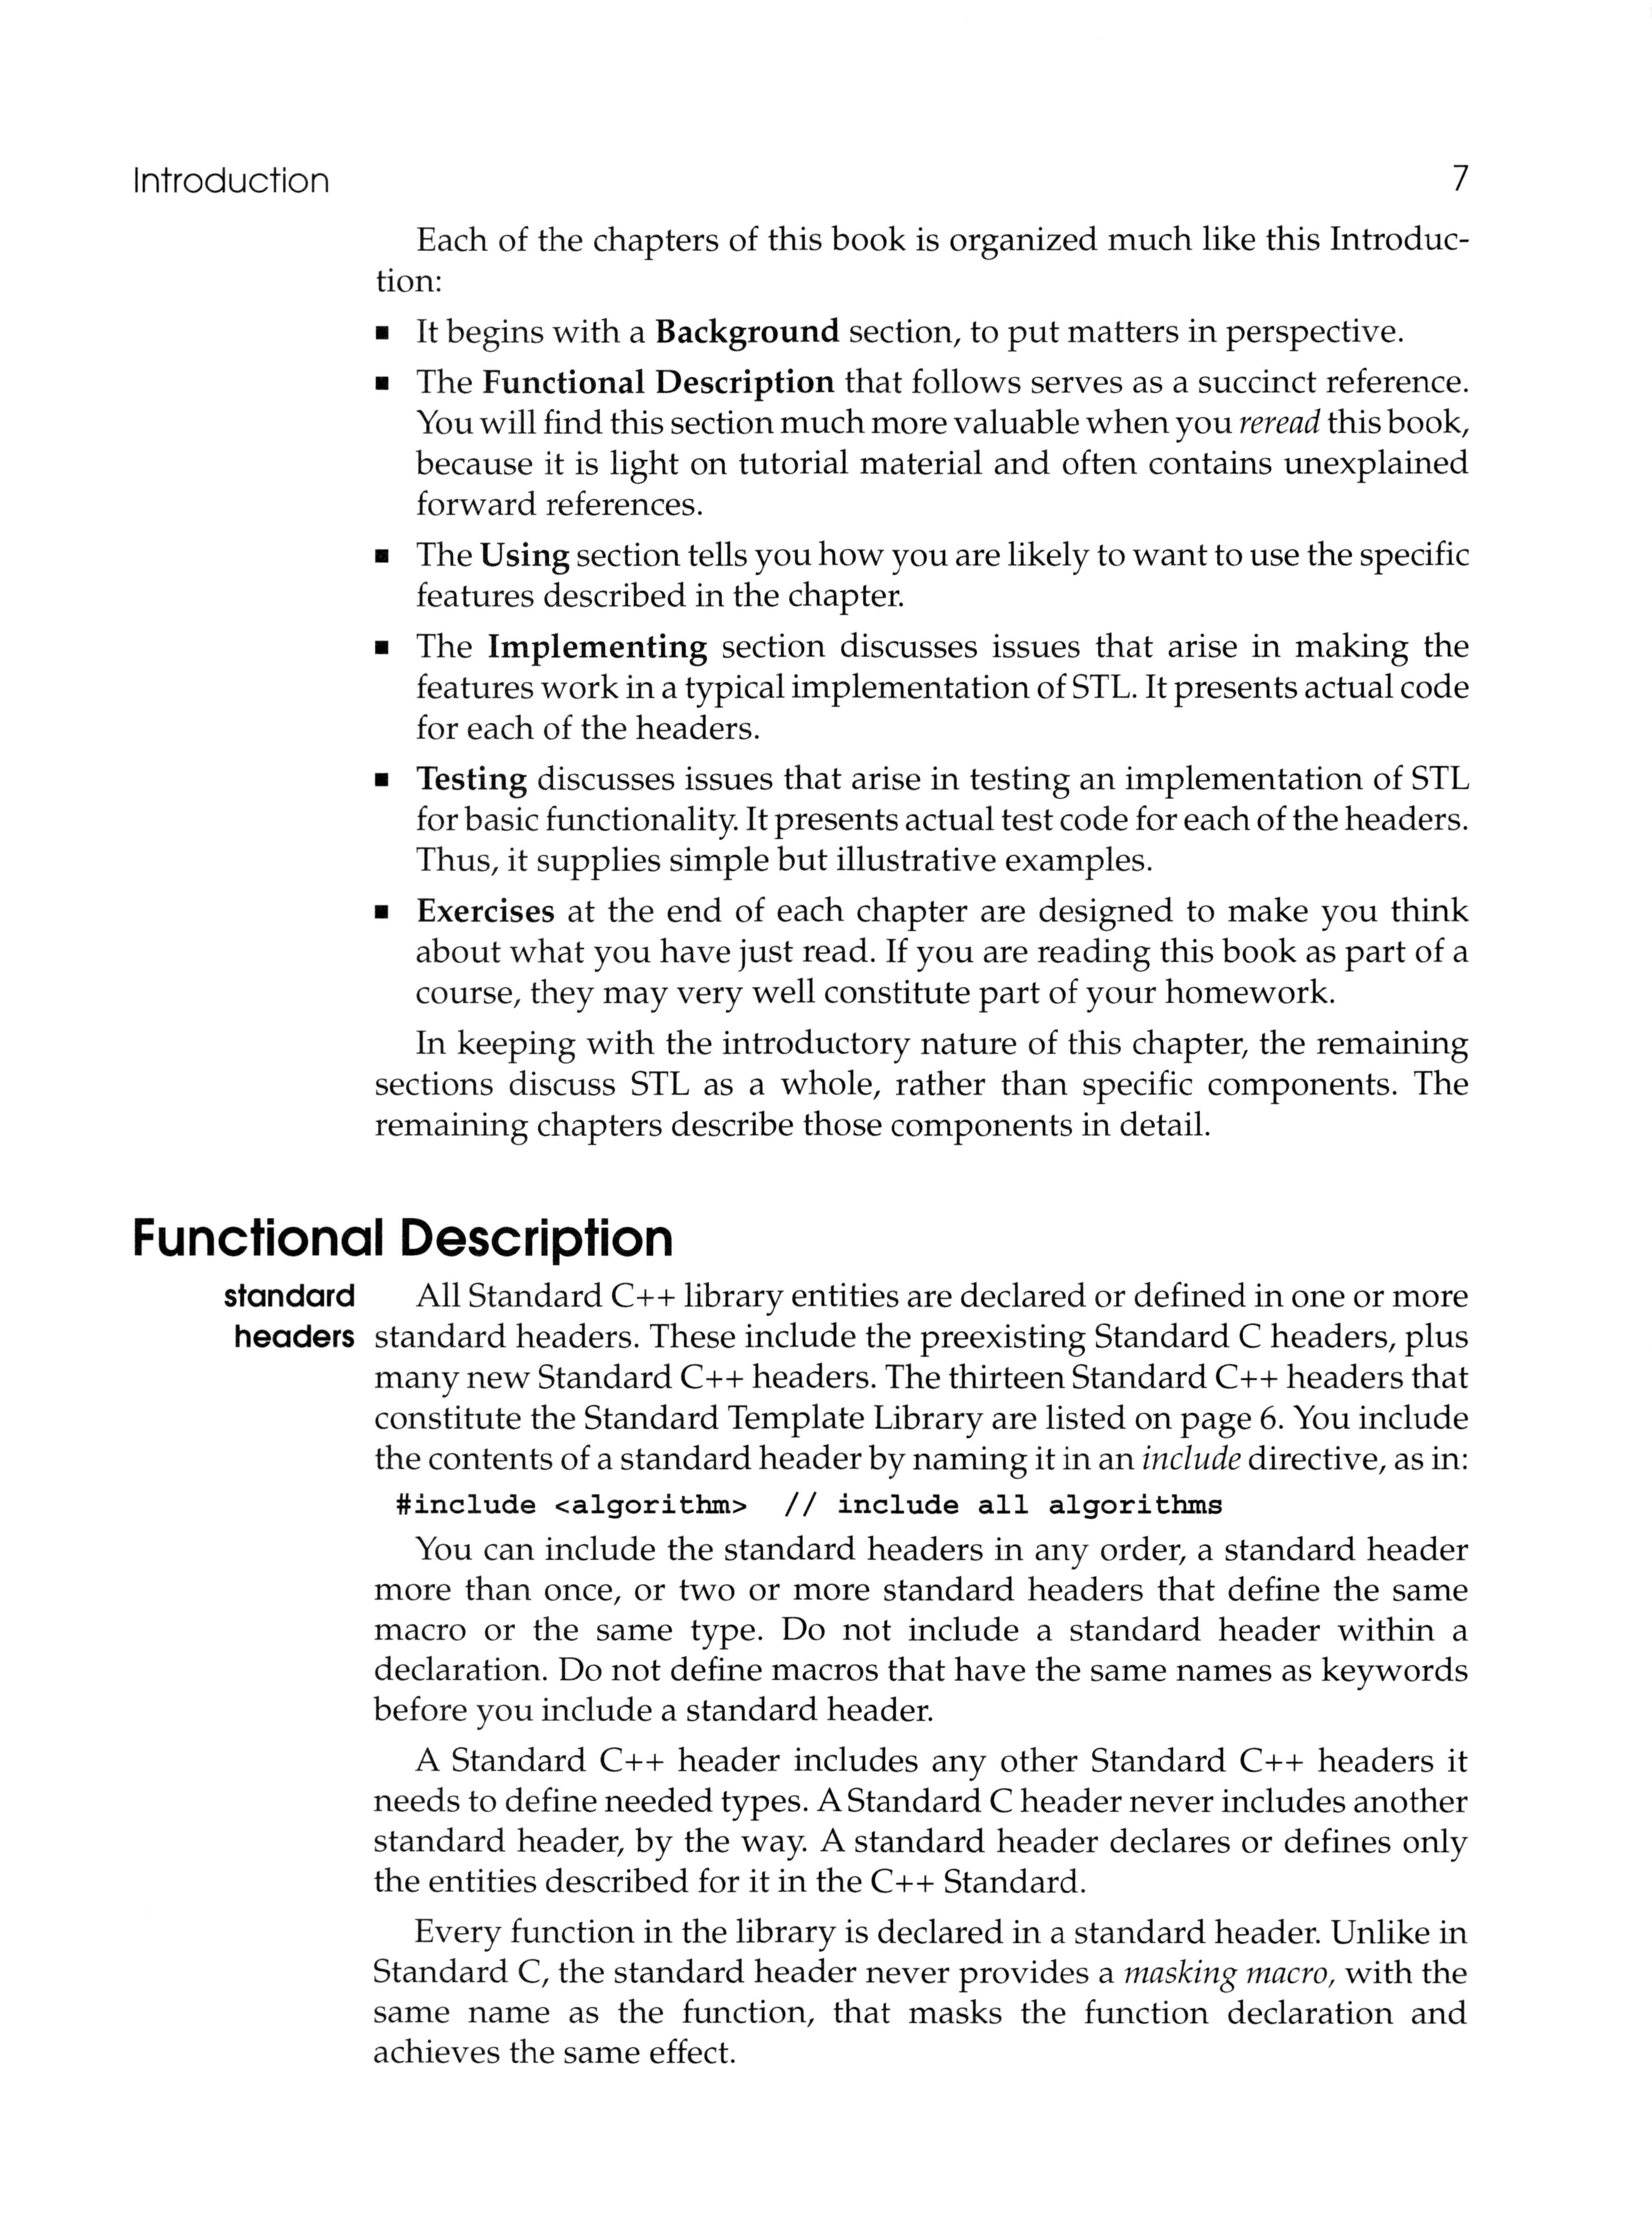 Introduction 7
Each of the chapters of this book is organized much like this Introduc-
tion:
■ It begins with a Background section, to put matters in perspective.
■ The Functional Description that follows serves as a succinct reference.
You will find this section much more valuable when you reread this book,
because it is light on tutorial material and often contains unexplained
forward references.
■ The Using section tells you how you are likely to want to use the specific
features described in the chapter.
■ The Implementing section discusses issues that arise in making the
features work in a typical implementation of STL. It presents actual code
for each of the headers.
■ Testing discusses issues that arise in testing an implementation of STL
for basic functionality. It presents actual test code for each of the headers.
Thus, it supplies simple but illustrative examples.
■ Exercises at the end of each chapter are designed to make you think
about what you have just read. If you are reading this book as part of a
course, they may very well constitute part of your homework.
In keeping with the introductory nature of this chapter, the remaining
sections discuss STL as a whole, rather than specific components. The
remaining chapters describe those components in detail.
Functional Description
standard All Standard C++ library entities are declared or defined in one or more
headers standard headers. These include the preexisting Standard C headers, plus
many new Standard C++ headers. The thirteen Standard C++ headers that
constitute the Standard Template Library are listed on page 6. You include
the contents of a standard header by naming it in an include directive, as in:
#include <algorithm> // include all algorithms
You can include the standard headers in any order, a standard header
more than once, or two or more standard headers that define the same
macro or the same type. Do not include a standard header within a
declaration. Do not define macros that have the same names as keywords
before you include a standard header.
A Standard C++ header includes any other Standard C++ headers it
needs to define needed types. A Standard C header never includes another
standard header, by the way. A standard header declares or defines only
the entities described for it in the C++ Standard.
Every function in the library is declared in a standard header. Unlike in
Standard C, the standard header never provides a masking macro, with the
same name as the function, that masks the function declaration and
achieves the same effect.